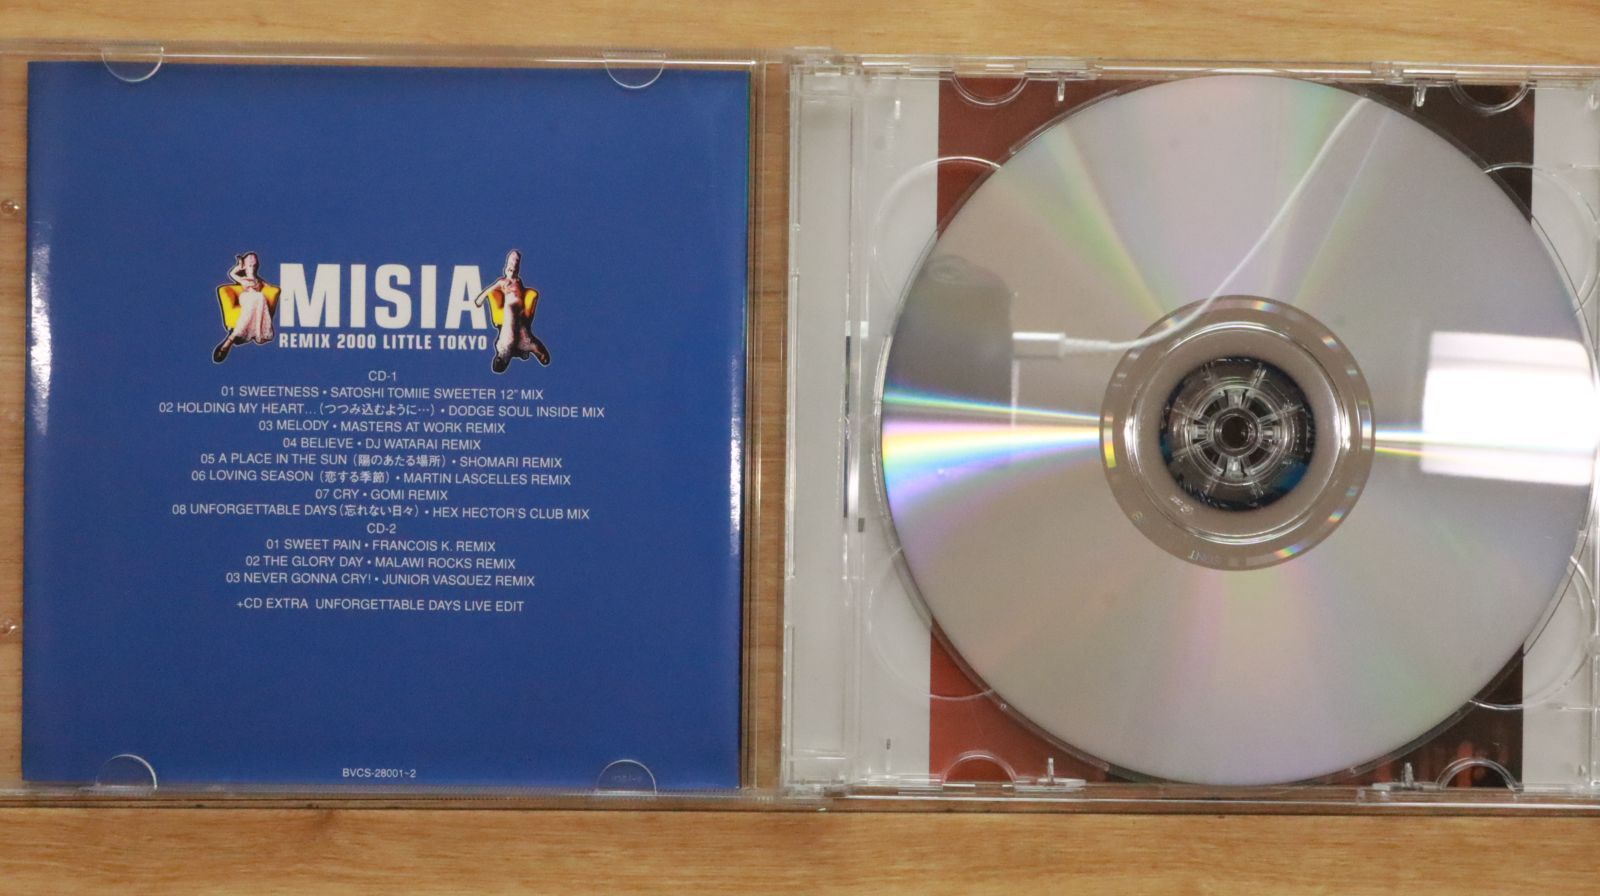 MISIA
REMIX 2000 LITTLE TOKYO
CD-1
01 SWEETNESS • SATOSHI TOMIIE SWEETER 12" MIX
02 HOLDING MY HEART...(つつみ込むように…) • DODGE SOUL INSIDE MIX
03 MELODY • MASTERS AT WORK REMIX
04 BELIEVE • DJ WATARAI REMIX
05 A PLACE IN THE SUN (陽のあたる場所) • SHOMARI REMIX
06 LOVING SEASON (恋する季節) • MARTIN LASCELLES REMIX
07 CRY • GOMI REMIX
08 UNFORGETTABLE DAYS (忘れない日々) • HEX HECTOR'S CLUB MIX
CD-2
01 SWEET PAIN • FRANCOIS K. REMIX
02 THE GLORY DAY • MALAWI ROCKS REMIX
03 NEVER GONNA CRY! • JUNIOR VASQUEZ REMIX
+CD EXTRA UNFORGETTABLE DAYS LIVE EDIT
BVCS-28001~2